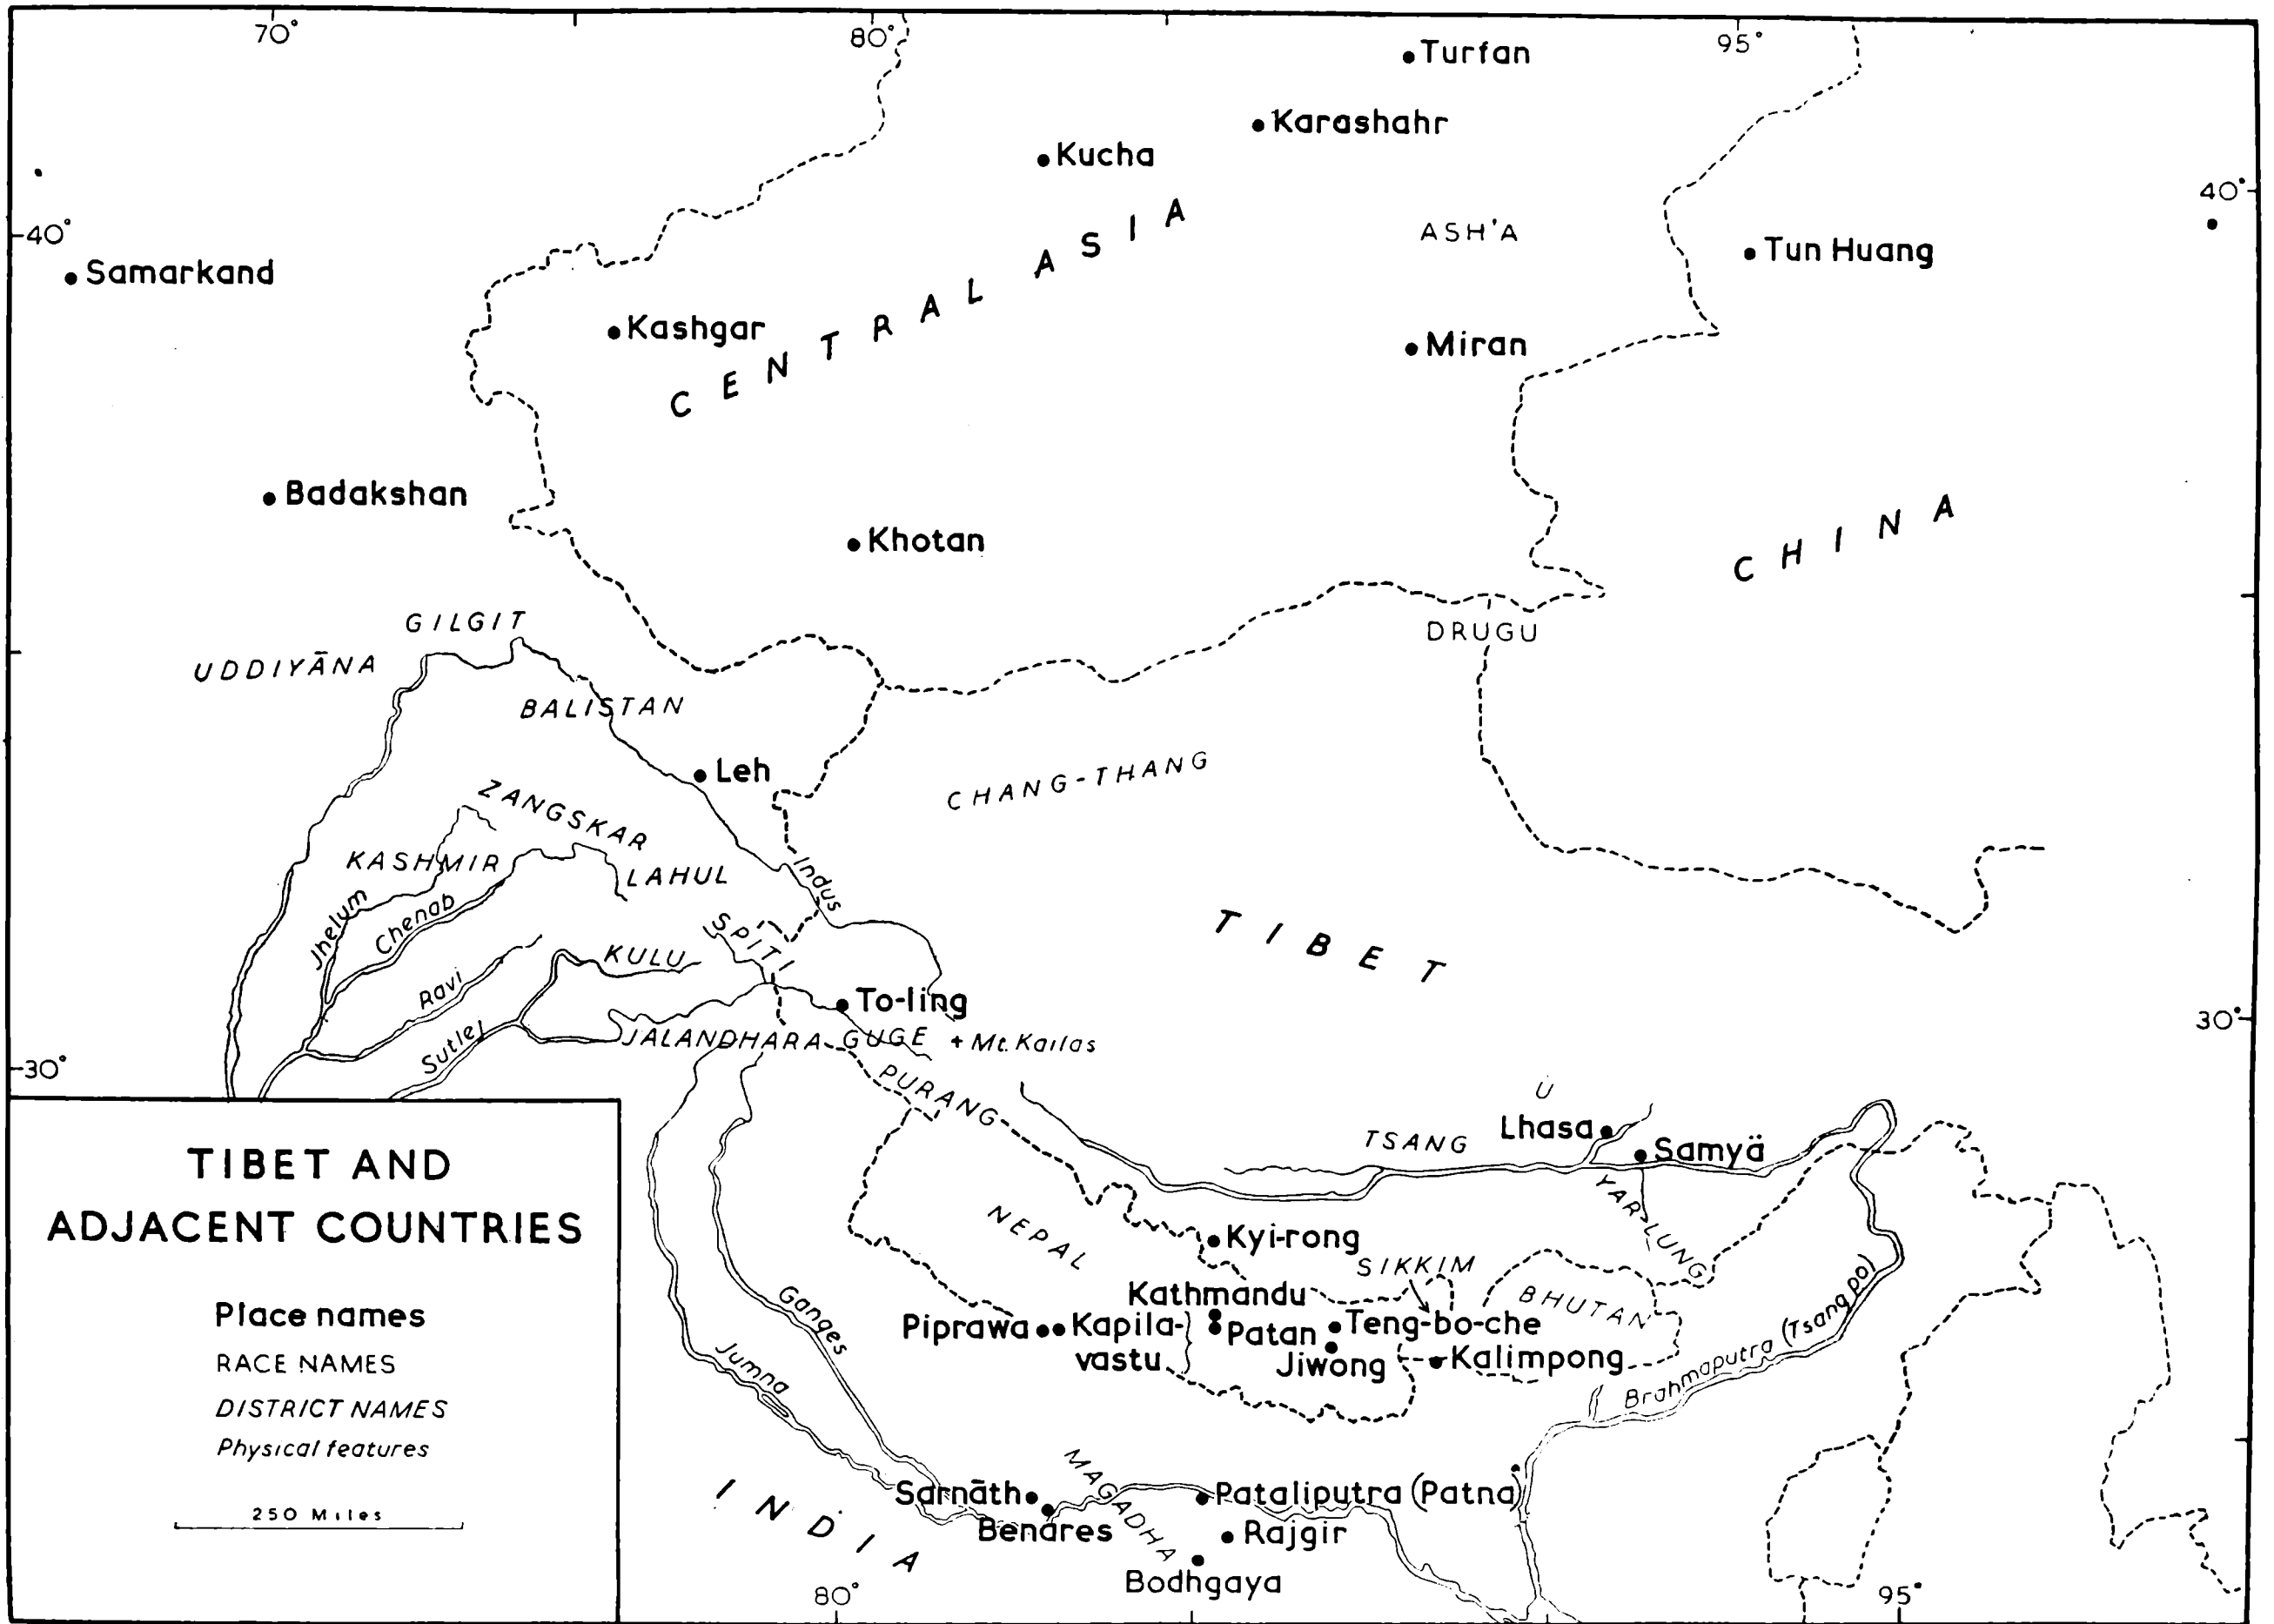 70°
80°
95°
Turfan
Karashahr
Kucha
40°
40°
CENTRAL ASIA
ASH'A
Tun Huang
Samarkand
Kashgar
Miran
Badakshan
Khotan
CHINA
GILGIT
DRUGU
UDDIYĀNA
BALISTAN
Leh
CHANG-THANG
ZANGSKAR
KASHMIR
LAHUL
Indus
Jhelum
Chenab
SPITI
TIBET
KULU
Ravi
To-ling
30°
Sutlej
JALANDHARA
GUGE
Mt. Kailas
30°
PURANG
Ü
TSANG
Lhasa
Samyä
YAR-LUNG
NEPAL
Kyi-rong
SIKKIM
BHUTAN
Kathmandu
Ganges
Piprawa
Kapila-
vastu
Patan
Teng-bo-che
Jiwong
Kalimpong
Brahmaputra (Tsangpo)
Jumna
MAGADHA
INDIA
Sarnāth
Pataliputra (Patna)
Benares
Rajgir
Bodhgaya
80°
95°
TIBET AND
ADJACENT COUNTRIES
Place names
RACE NAMES
DISTRICT NAMES
Physical features
250 Miles